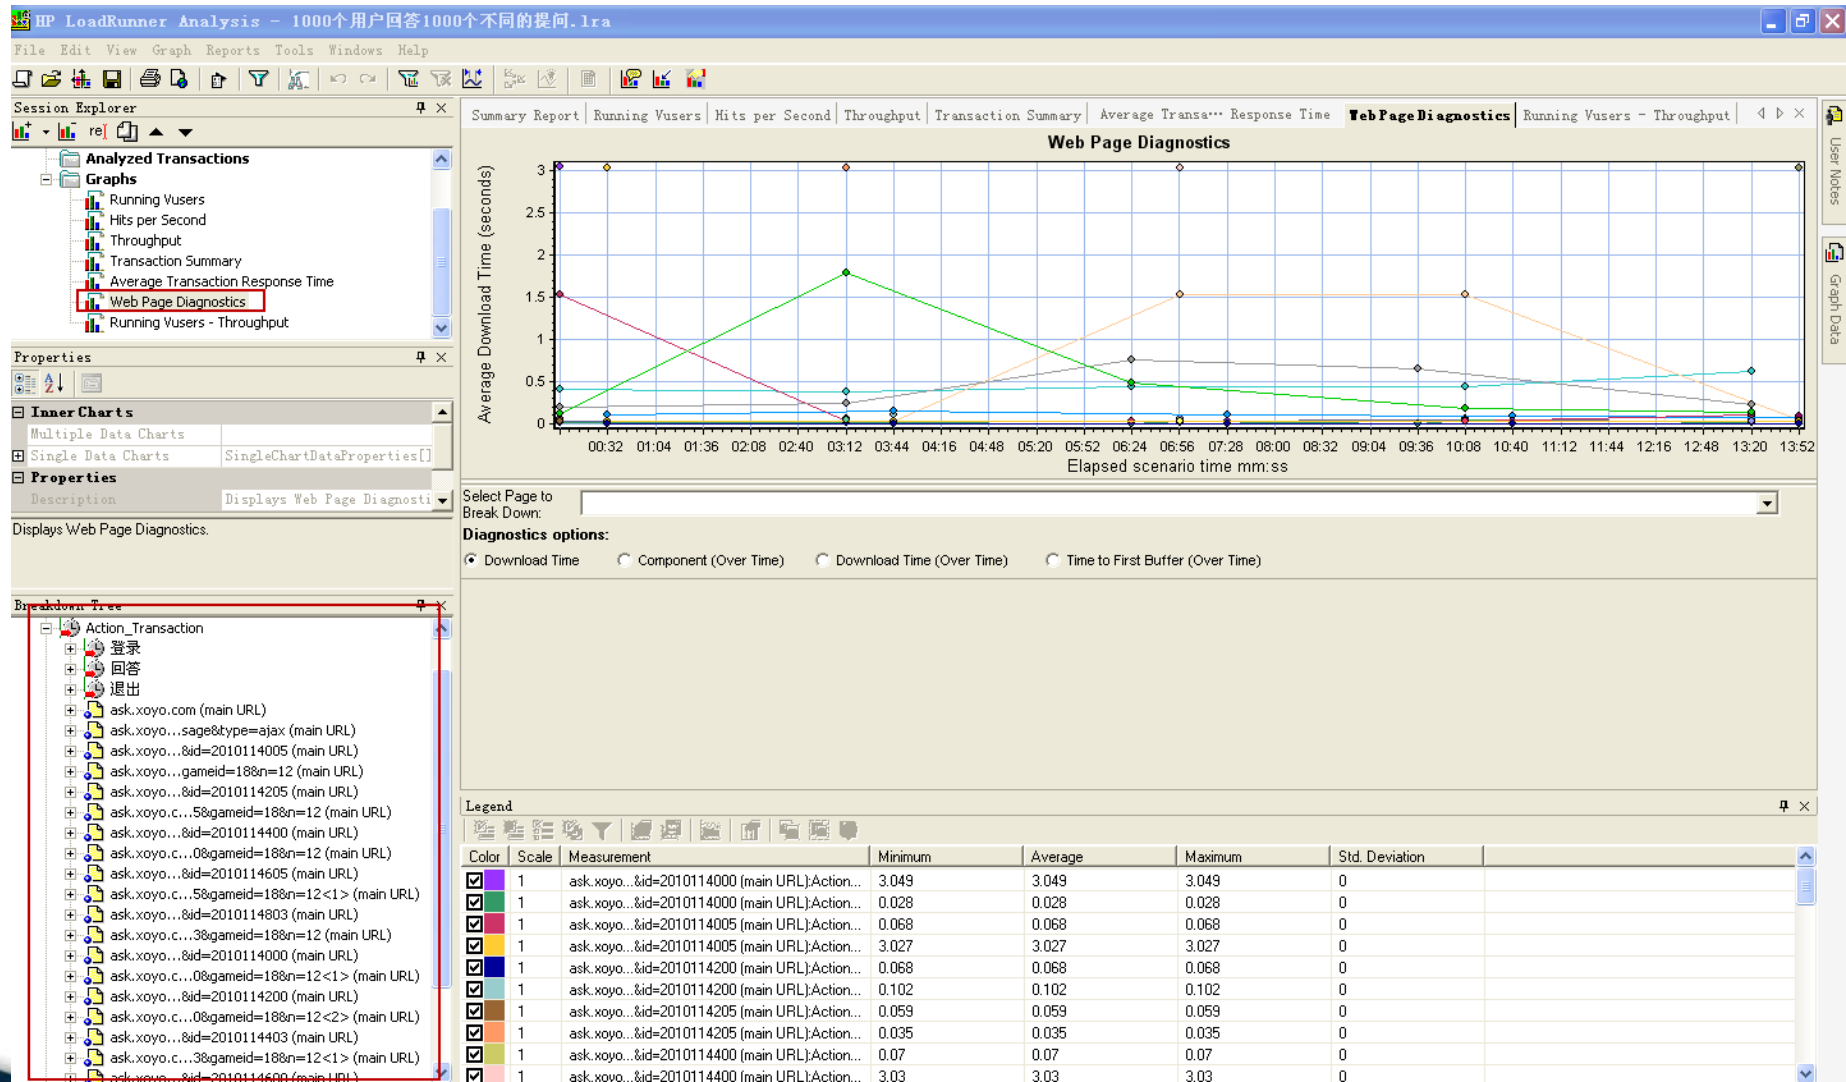 HP LoadRunner Analysis - 1000个用户回答1000个不同的提问.lra
File Edit View Graph Reports Tools Windows Help
Session Explorer
Analyzed Transactions
Graphs
Running Vusers
Hits per Second
Throughput
Transaction Summary
Average Transaction Response Time
Web Page Diagnostics
Running Vusers - Throughput
Properties
Inner Charts
Multiple Data Charts
Single Data Charts SingleChartDataProperties[]
Properties
Description Displays Web Page Diagnosti
Displays Web Page Diagnostics.
Breakdown Tree
Action_Transaction
登录
回答
退出
ask.xoyo.com (main URL)
ask.xoyo...sage&type=ajax (main URL)
ask.xoyo...&id=2010114005 (main URL)
ask.xoyo...gameid=18&n=12 (main URL)
ask.xoyo...&id=2010114205 (main URL)
ask.xoyo.c...5&gameid=18&n=12 (main URL)
ask.xoyo...&id=2010114400 (main URL)
ask.xoyo.c...0&gameid=18&n=12 (main URL)
ask.xoyo...&id=2010114605 (main URL)
ask.xoyo.c...5&gameid=18&n=12<1> (main URL)
ask.xoyo...&id=2010114803 (main URL)
ask.xoyo.c...3&gameid=18&n=12 (main URL)
ask.xoyo...&id=2010114000 (main URL)
ask.xoyo.c...0&gameid=18&n=12<1> (main URL)
ask.xoyo...&id=2010114200 (main URL)
ask.xoyo.c...0&gameid=18&n=12<2> (main URL)
ask.xoyo...&id=2010114403 (main URL)
ask.xoyo.c...3&gameid=18&n=12<1> (main URL)
ask.xoyo...&id=2010114600 (main URL)
Summary Report Running Vusers Hits per Second Throughput Transaction Summary Average Transa... Response Time Web Page Diagnostics Running Vusers - Throughput
Web Page Diagnostics
Average Download Time (seconds)
3
2.5
2
1.5
1
0.5
0
00:32 01:04 01:36 02:08 02:40 03:12 03:44 04:16 04:48 05:20 05:52 06:24 06:56 07:28 08:00 08:32 09:04 09:36 10:08 10:40 11:12 11:44 12:16 12:48 13:20 13:52
Elapsed scenario time mm:ss
Select Page to
Break Down:
Diagnostics options:
Download Time Component (Over Time) Download Time (Over Time) Time to First Buffer (Over Time)
Legend
Color Scale Measurement Minimum Average Maximum Std. Deviation
1 ask.xoyo...&id=2010114000 (main URL):Action... 3.049 3.049 3.049 0
1 ask.xoyo...&id=2010114000 (main URL):Action... 0.028 0.028 0.028 0
1 ask.xoyo...&id=2010114005 (main URL):Action... 0.068 0.068 0.068 0
1 ask.xoyo...&id=2010114005 (main URL):Action... 3.027 3.027 3.027 0
1 ask.xoyo...&id=2010114200 (main URL):Action... 0.068 0.068 0.068 0
1 ask.xoyo...&id=2010114200 (main URL):Action... 0.102 0.102 0.102 0
1 ask.xoyo...&id=2010114205 (main URL):Action... 0.059 0.059 0.059 0
1 ask.xoyo...&id=2010114205 (main URL):Action... 0.035 0.035 0.035 0
1 ask.xoyo...&id=2010114400 (main URL):Action... 0.07 0.07 0.07 0
1 ask.xoyo...&id=2010114400 (main URL):Action... 3.03 3.03 3.03 0
User Notes
Graph Data